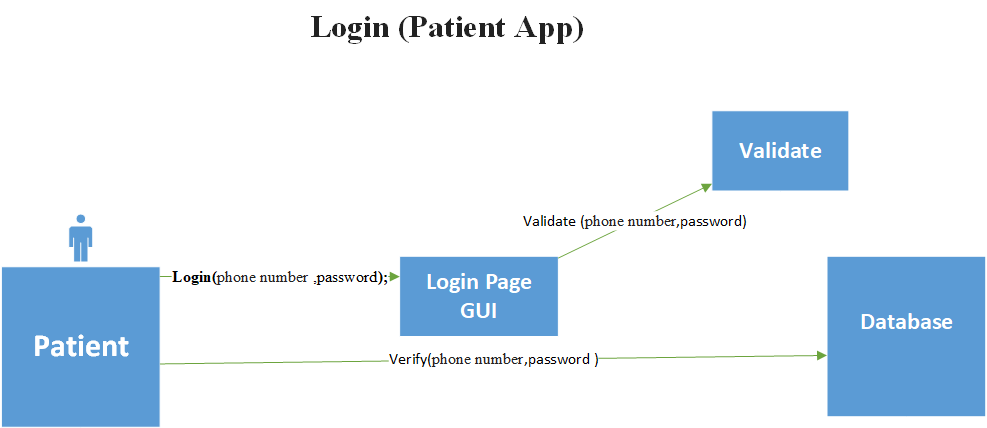 Login (Patient App)
Validate
Validate (phone number,password)
Login(phone number ,password);
Login Page
GUI
Patient
Database
Verify(phone number,password )